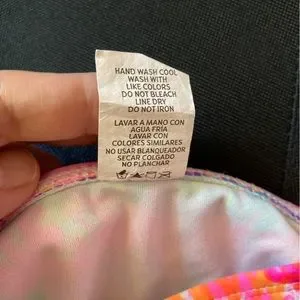 HAND WASH COOL
WASH WITH
LIKE COLORS
DO NOT BLEACH
LINE DRY
DO NOT IRON
LAVAR A MANO CON
AGUA FRIA
LAVAR CON
COLORES SIMILARES
NO USAR BLANQUEADOR
SECAR COLGADO
NO PLANCHAR